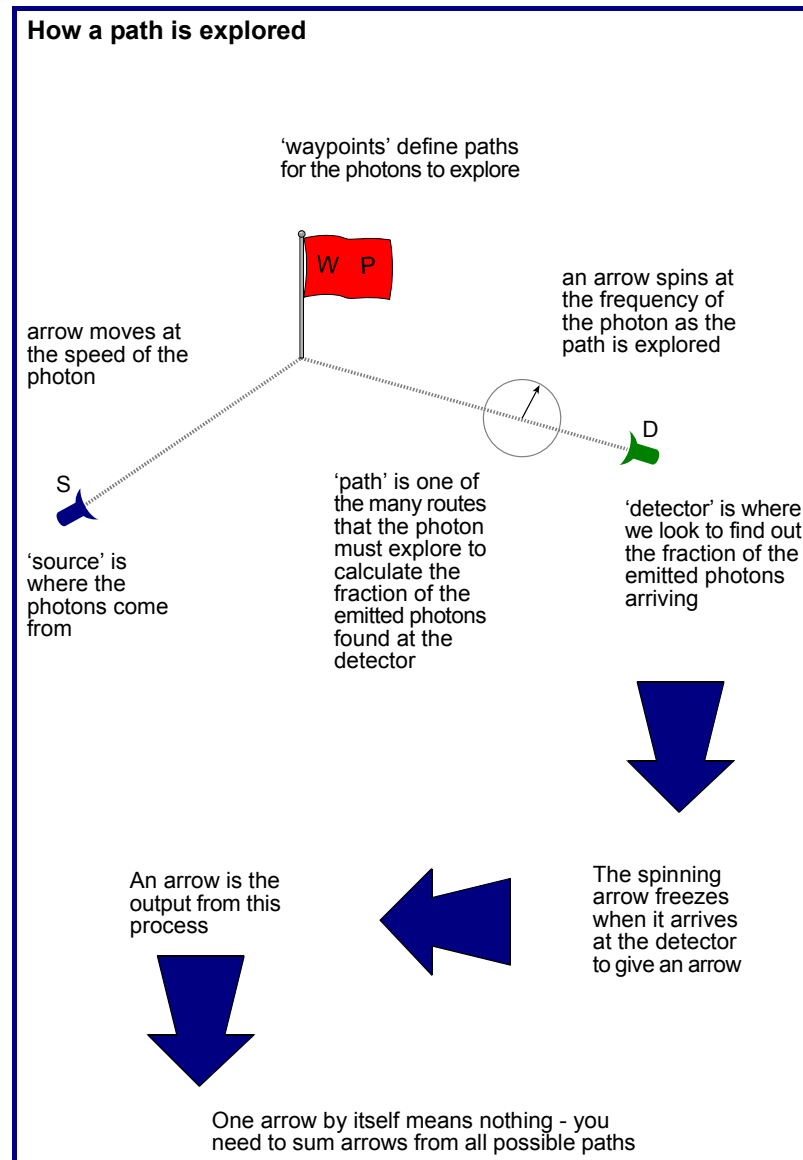 How a path is explored
‘waypoints’ define paths
for the photons to explore
W P
an arrow spins at
the frequency of
the photon as the
path is explored
arrow moves at
the speed of the
photon
D
S
‘path’ is one of
the many routes
that the photon
must explore to
calculate the
fraction of the
emitted photons
found at the
detector
‘detector’ is where
we look to find out
the fraction of the
emitted photons
arriving
‘source’ is
where the
photons come
from
The spinning
arrow freezes
when it arrives
at the detector
to give an arrow
An arrow is the
output from this
process
One arrow by itself means nothing - you
need to sum arrows from all possible paths